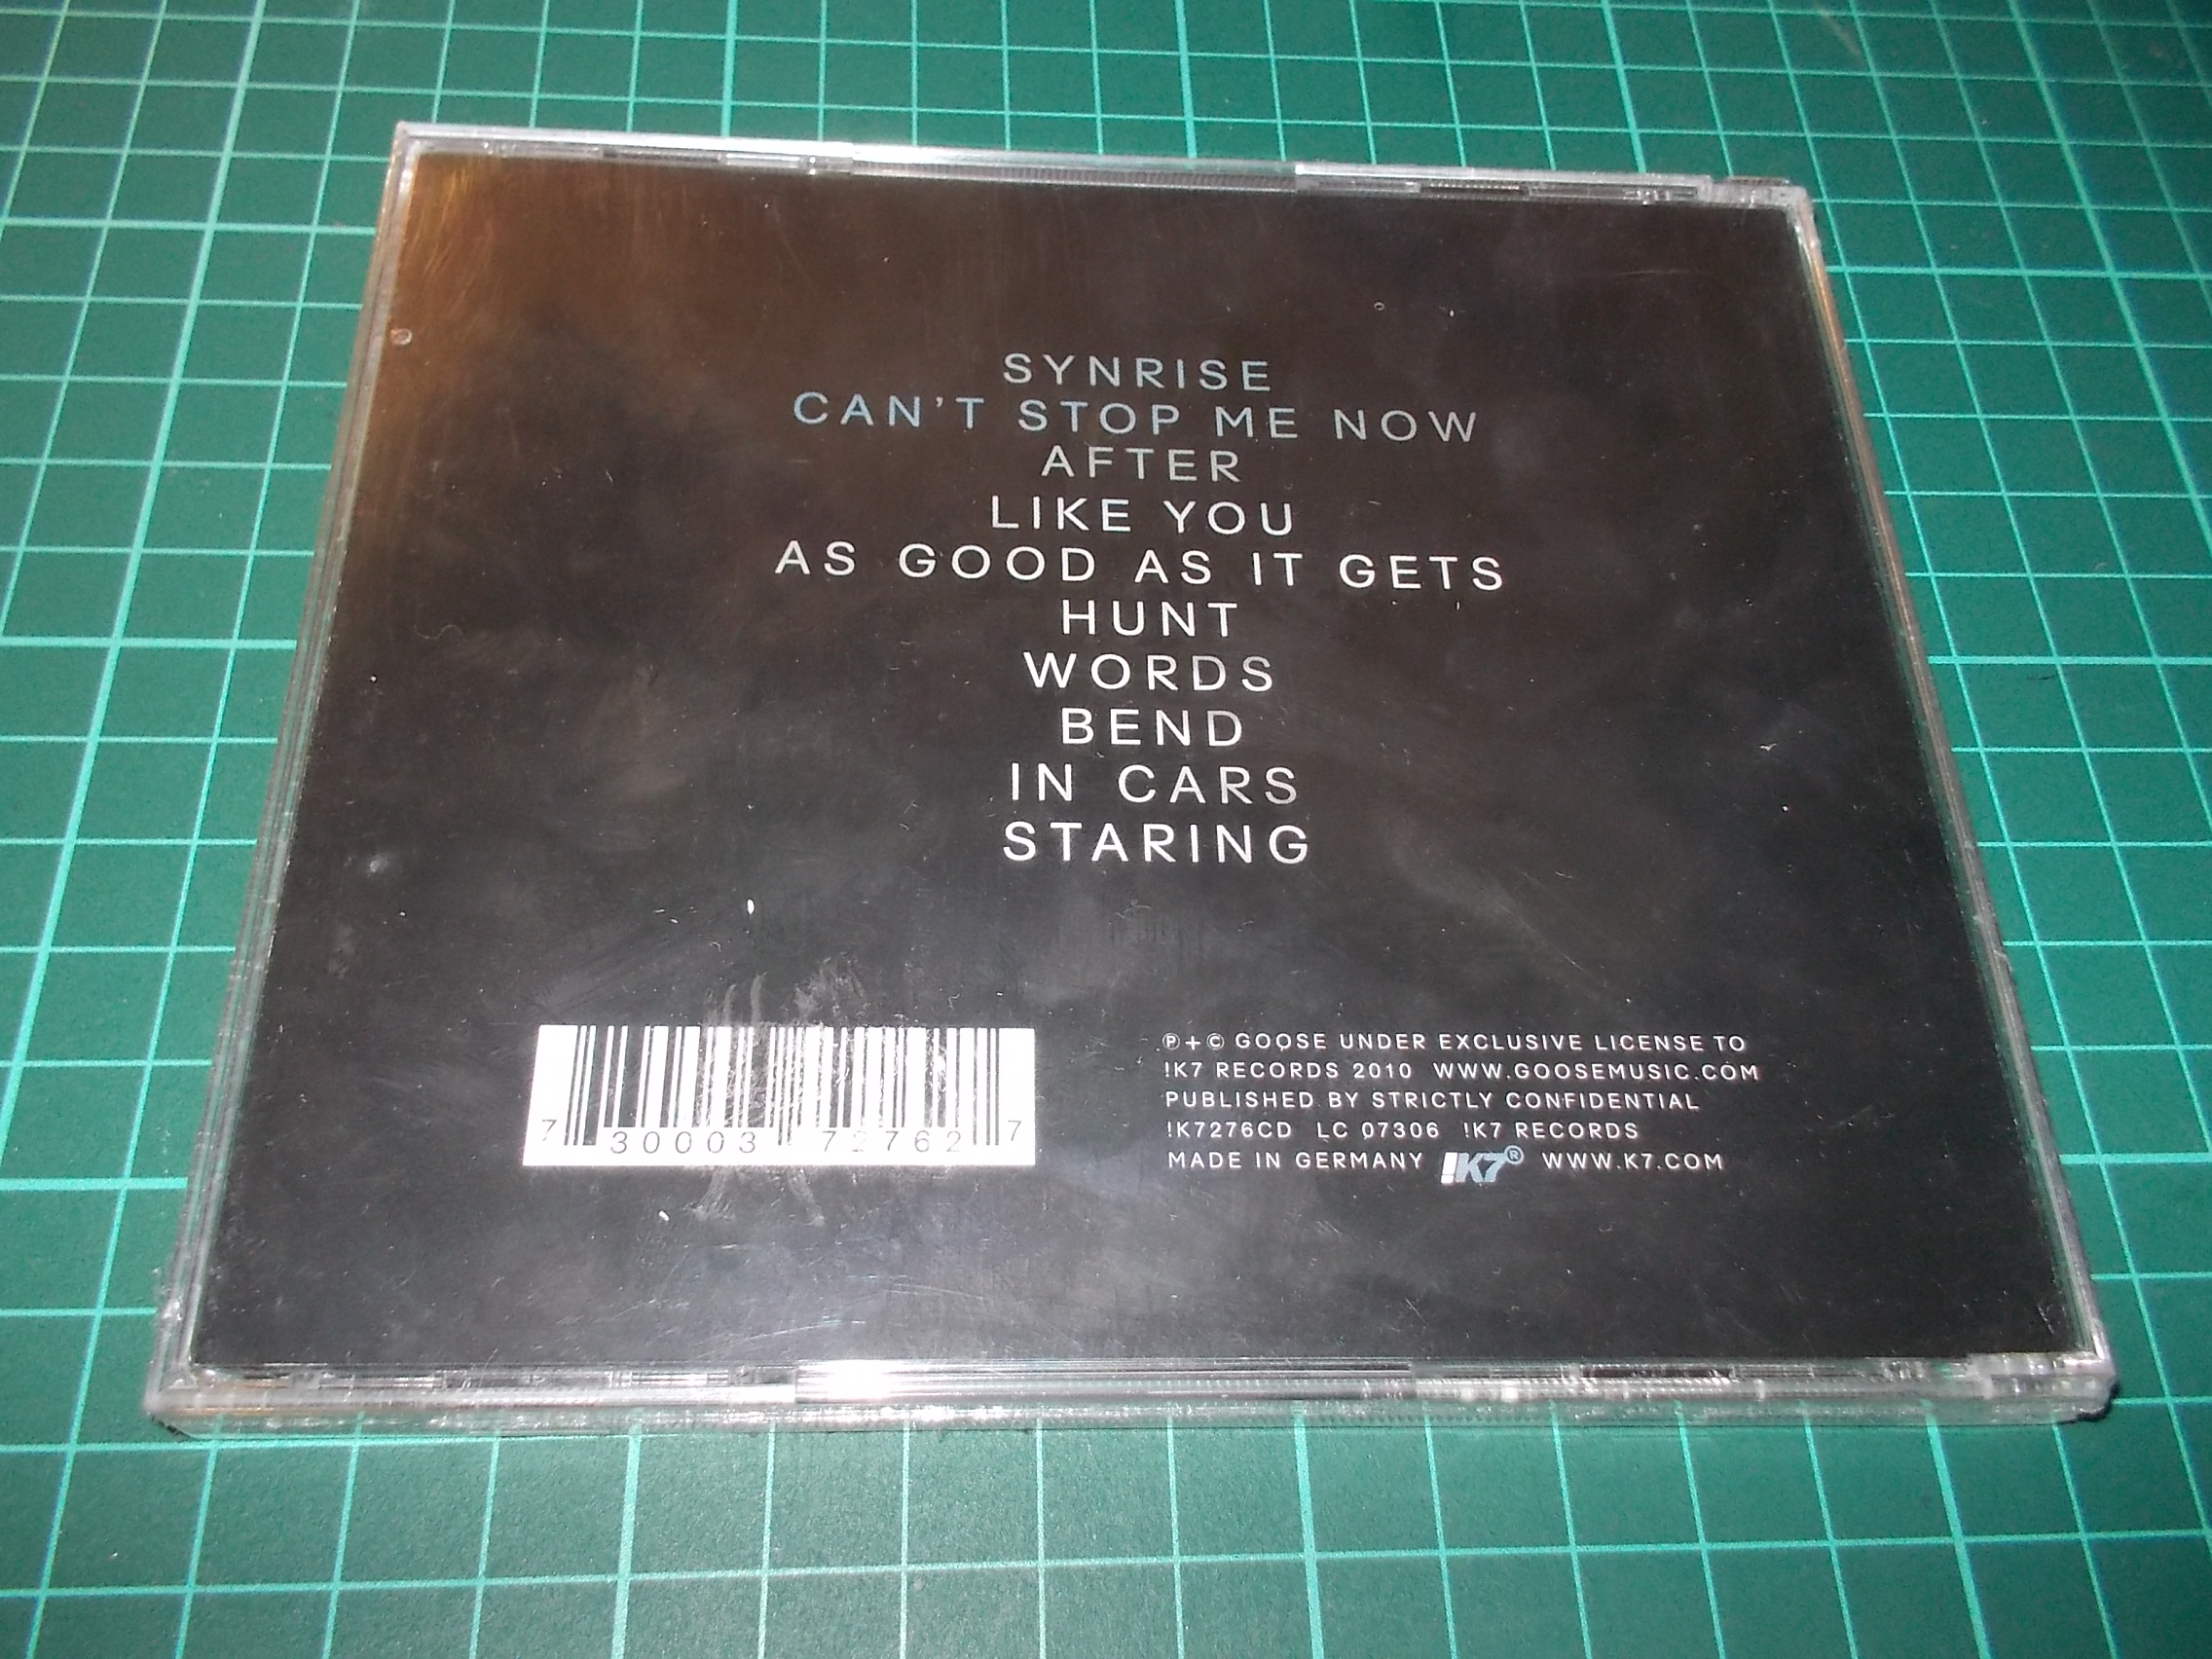 SYNRISE
CAN'T STOP ME NOW
AFTER
LIKE YOU
AS GOOD AS IT GETS
HUNT
WORDS
BEND
IN CARS
STARING
℗+© GOOSE UNDER EXCLUSIVE LICENSE TO
!K7 RECORDS 2010 WWW.GOOSEMUSIC.COM
PUBLISHED BY STRICTLY CONFIDENTIAL
!K7276CD LC 07306 !K7 RECORDS
MADE IN GERMANY !K7® WWW.K7.COM
7 30003 72762 7